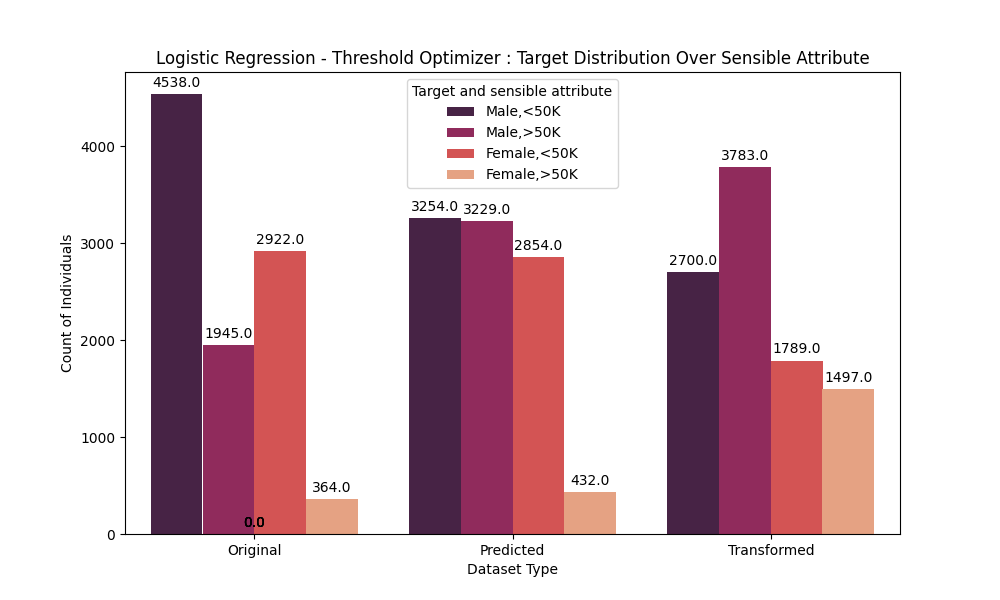 Logistic Regression - Threshold Optimizer : Target Distribution Over Sensible Attribute
Target and sensible attribute
Male,<50K
Male,>50K
Female,<50K
Female,>50K
4538.0
1945.0
2922.0
364.0
0.0
3254.0
3229.0
2854.0
432.0
2700.0
3783.0
1789.0
1497.0
Count of Individuals
4000
3000
2000
1000
0
Original
Predicted
Transformed
Dataset Type